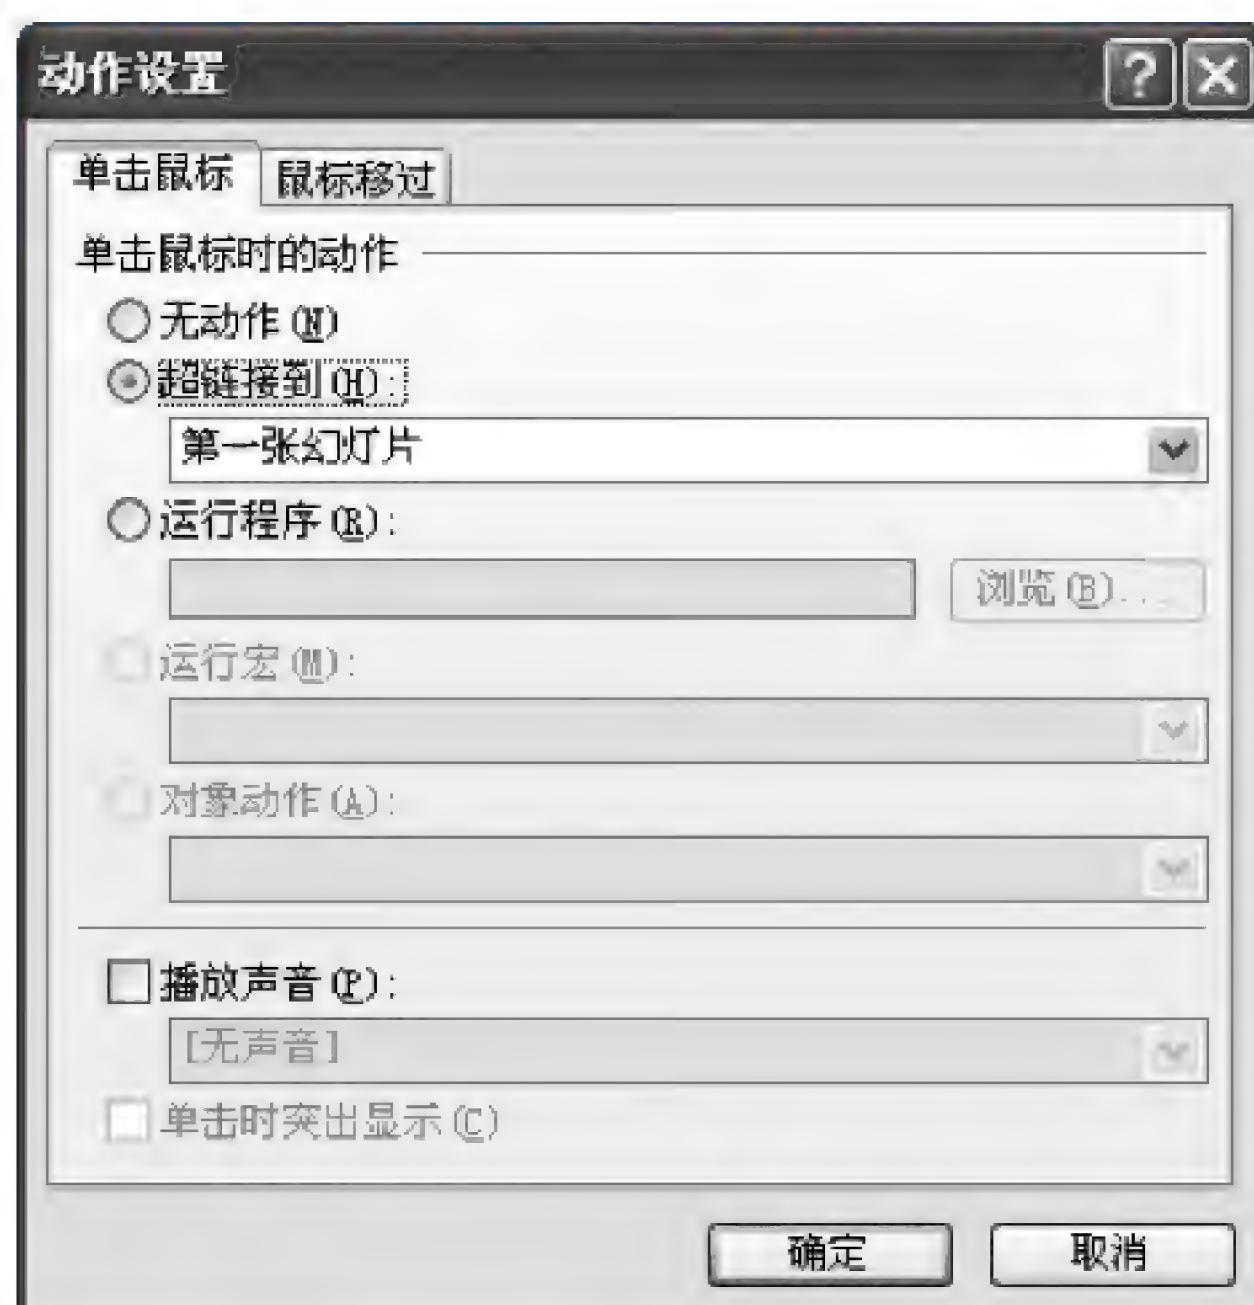 动作设置
单击鼠标 鼠标移过
单击鼠标时的动作
无动作(N)
超链接到(H):
第一张幻灯片
运行程序(R):
浏览(B)...
运行宏(M):
对象动作(A):
播放声音(P):
[无声音]
单击时突出显示(C)
确定 取消